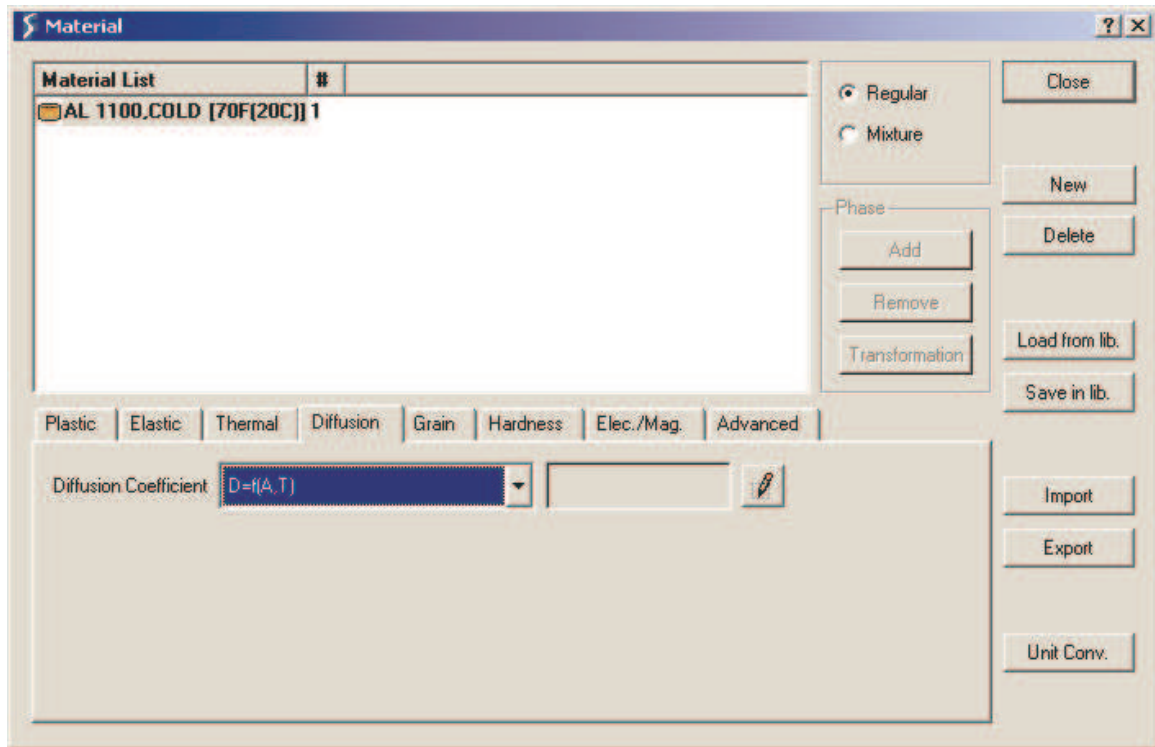 Material
Material List #
AL 1100,COLD [70F(20C)] 1
Regular
Mixture
Phase
Add
Remove
Transformation
Close
New
Delete
Load from lib.
Save in lib.
Import
Export
Unit Conv.
Plastic Elastic Thermal Diffusion Grain Hardness Elec./Mag. Advanced
Diffusion Coefficient D=f(A,T)